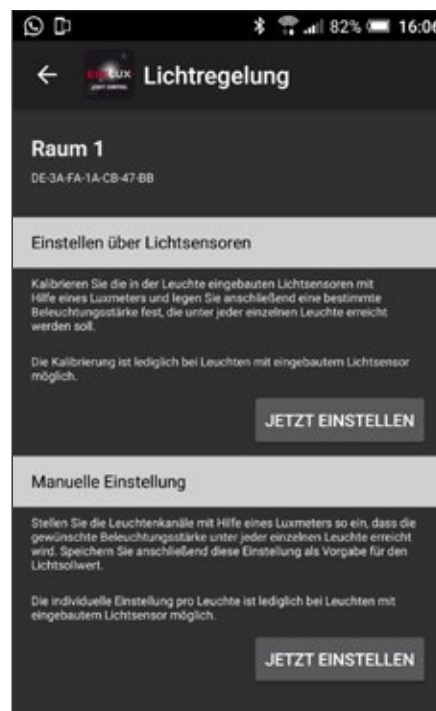 82% 16:06
Lichtregelung
Raum 1
DE-3A-FA-1A-CB-47-BB
Einstellen über Lichtsensoren
Kalibrieren Sie die in der Leuchte eingebauten Lichtsensoren mit
Hilfe eines Luxmeters und legen Sie anschließend eine bestimmte
Beleuchtungsstärke fest, die unter jeder einzelnen Leuchte erreicht
werden soll.
Die Kalibrierung ist lediglich bei Leuchten mit eingebautem Lichtsensor
möglich.
JETZT EINSTELLEN
Manuelle Einstellung
Stellen Sie die Leuchtenkanäle mit Hilfe eines Luxmeters so ein, dass die
gewünschte Beleuchtungsstärke unter jeder einzelnen Leuchte erreicht
wird. Speichern Sie anschließend diese Einstellung als Vorgabe für den
Lichtsollwert.
Die individuelle Einstellung pro Leuchte ist lediglich bei Leuchten mit
eingebautem Lichtsensor möglich.
JETZT EINSTELLEN